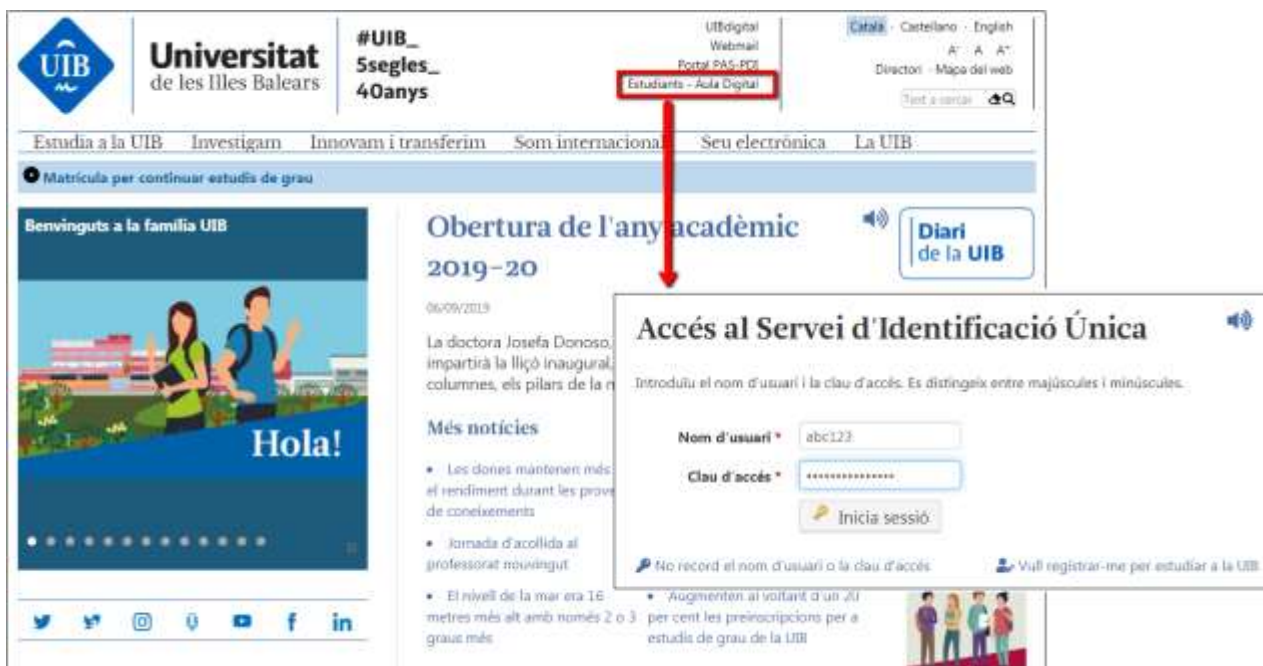 UIB
Universitat
de les Illes Balears
#UIB_
5segles_
40anys
UIBdigital
Webmail
Portal PAS-PDI
Estudiants - Aula Digital
Català - Castellano - English
A- A A+
Directori - Mapa del web
Text a cercar
Estudia a la UIB Investigam Innovam i transferim Som internacional Seu electrònica La UIB
Matrícula per continuar estudis de grau
Benvinguts a la família UIB
Hola!
Obertura de l'any acadèmic
2019-20
06/09/2019
La doctora Josefa Donoso,
impartirà la lliçó inaugural,
columnes, els pilars de la
Més notícies
Les dones mantenen més
el rendiment durant les
de coneixements
Jornada d'acollida al
professorat nouvingut
El nivell de la mar era 16
metres més alt amb només 2 o 3
graus més
Augmenten al voltant d'un 20
per cent les preinscripcions per a
estudis de grau de la UIB
Diari
de la UIB
Accés al Servei d'Identificació Única
Introduïu el nom d'usuari i la clau d'accés. Es distingeix entre majúscules i minúscules.
Nom d'usuari * abc123
Clau d'accés * •••••••••••••••
Inicia sessió
No record el nom d'usuari o la clau d'accés
Vull registrar-me per estudiar a la UIB